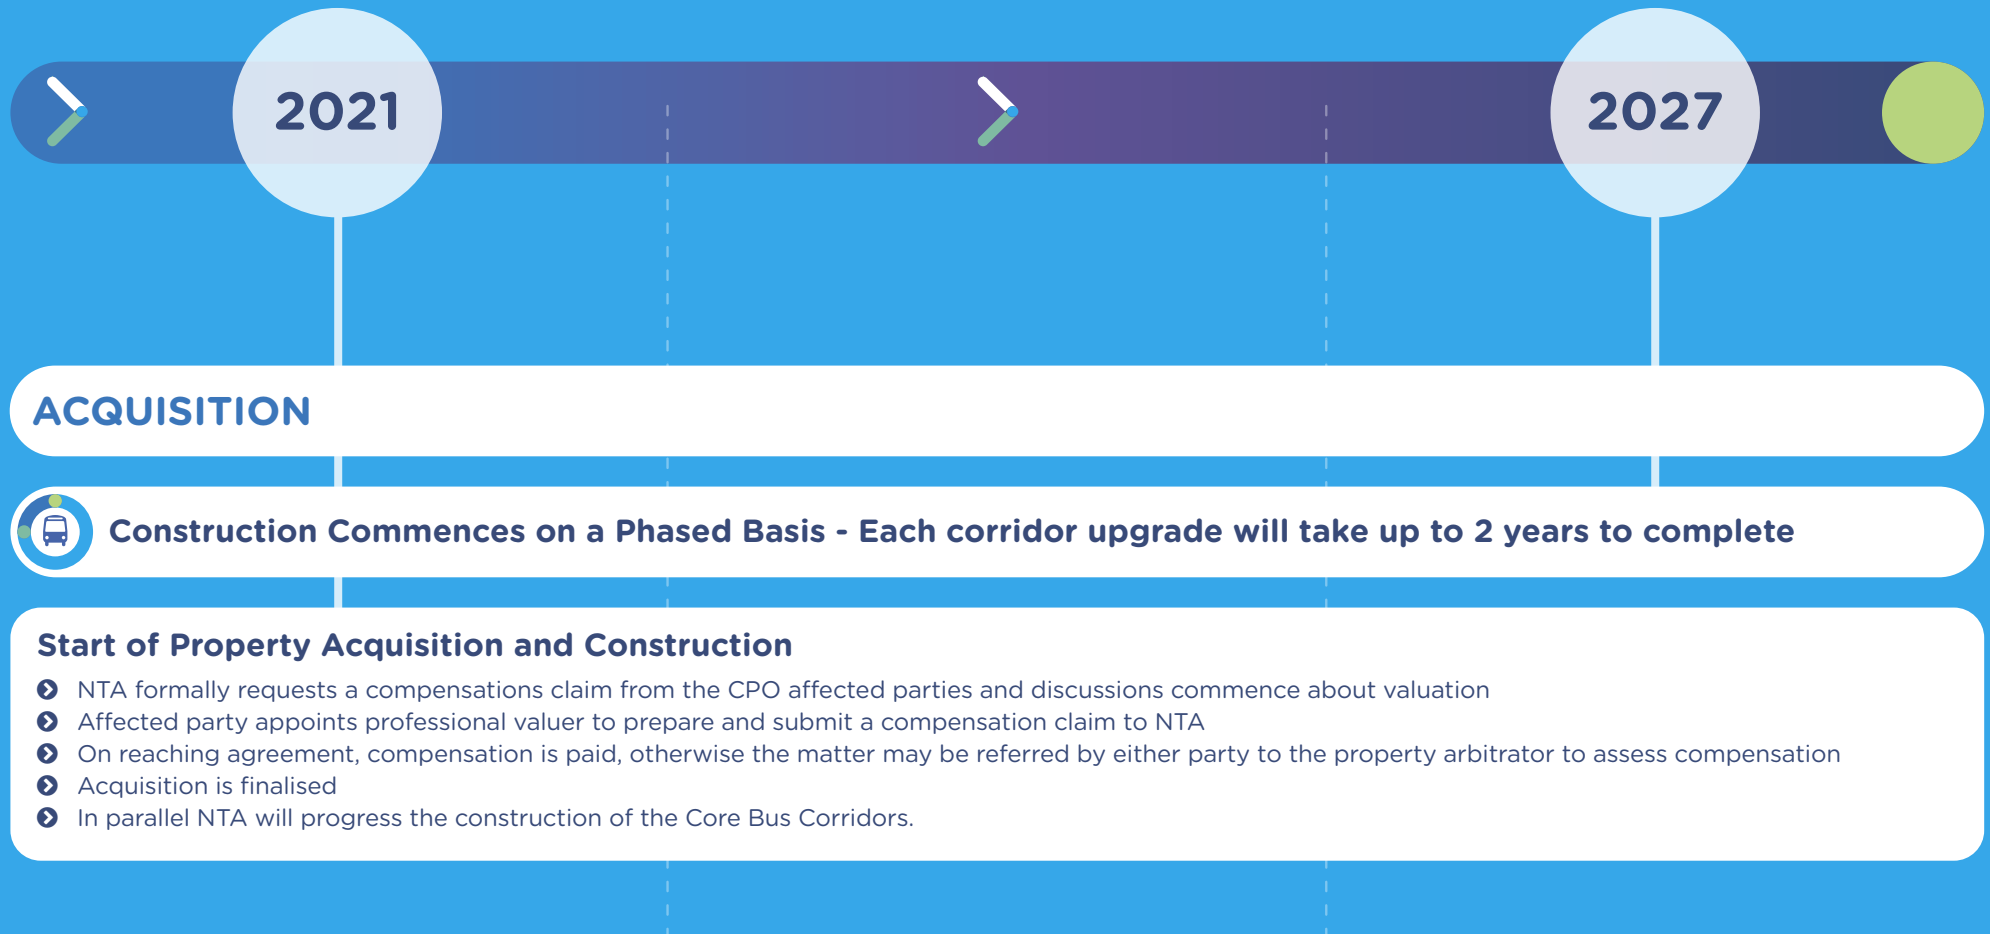 2021
2027
ACQUISITION
Construction Commences on a Phased Basis - Each corridor upgrade will take up to 2 years to complete
Start of Property Acquisition and Construction
NTA formally requests a compensations claim from the CPO affected parties and discussions commence about valuation
Affected party appoints professional valuer to prepare and submit a compensation claim to NTA
On reaching agreement, compensation is paid, otherwise the matter may be referred by either party to the property arbitrator to assess compensation
Acquisition is finalised
In parallel NTA will progress the construction of the Core Bus Corridors.